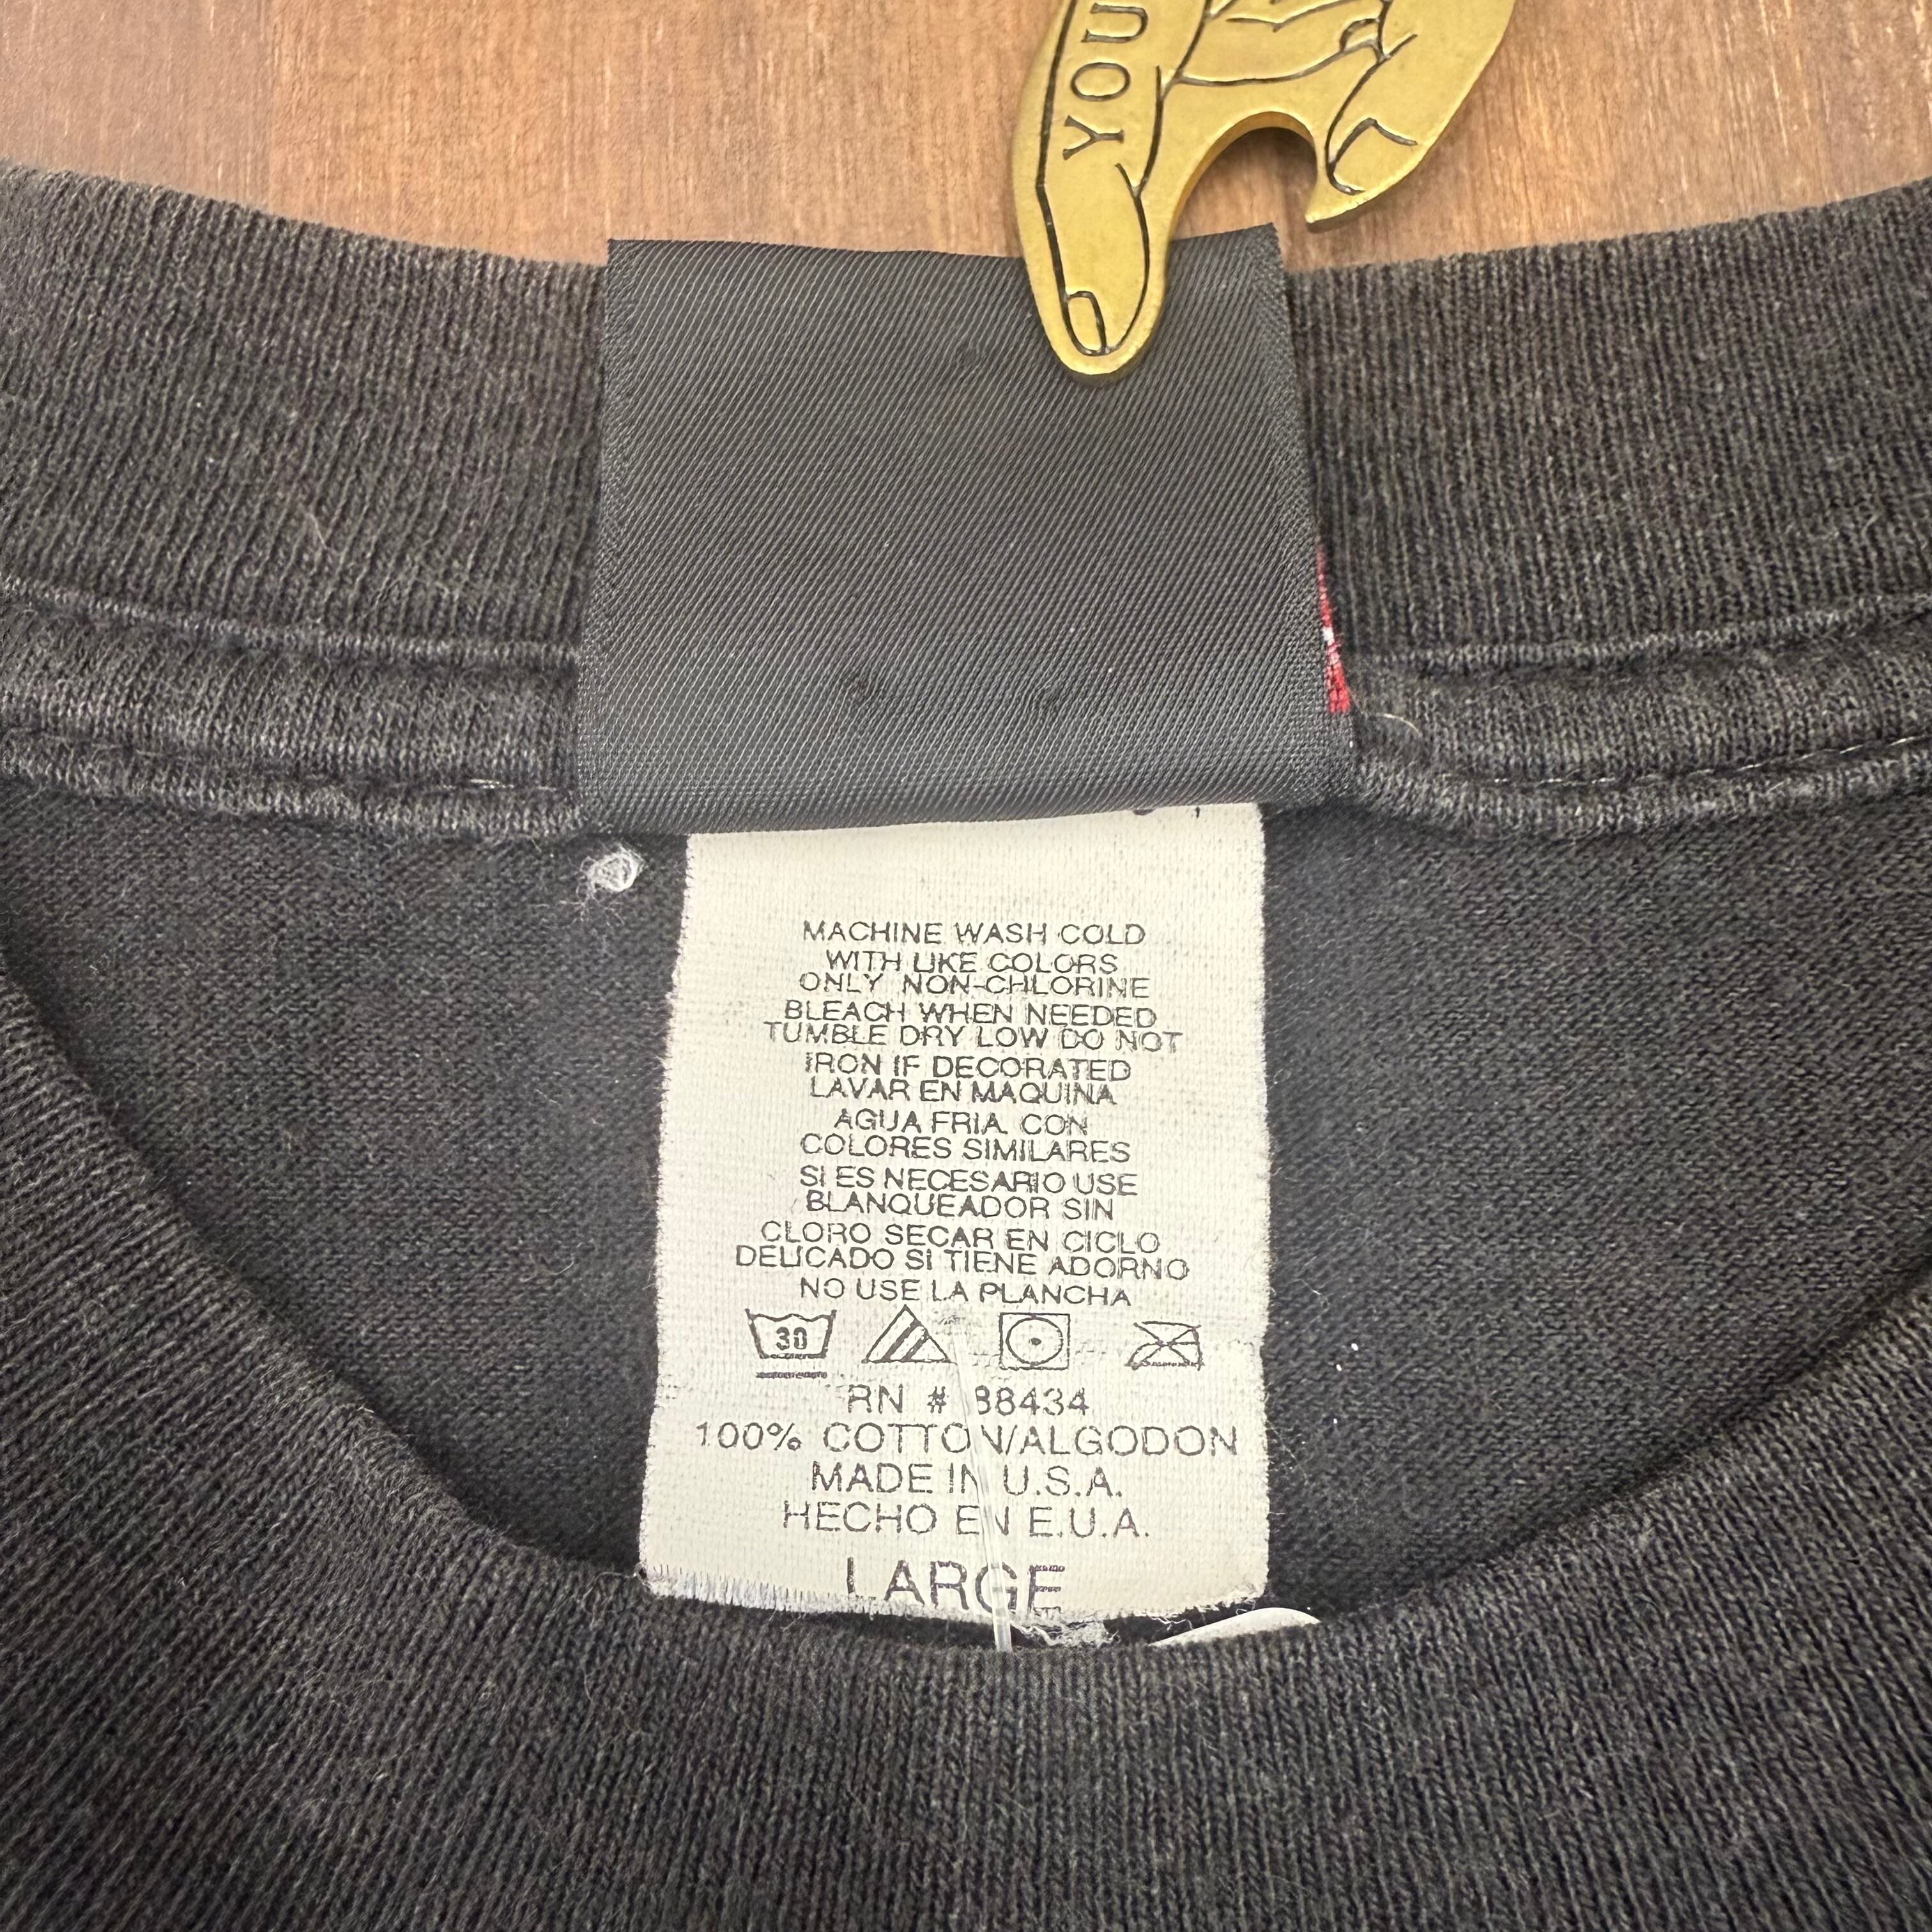 YOU
MACHINE WASH COLD
WITH LIKE COLORS
ONLY NON-CHLORINE
BLEACH WHEN NEEDED
TUMBLE DRY LOW DO NOT
IRON IF DECORATED
LAVAR EN MAQUINA
AGUA FRIA. CON
COLORES SIMILARES
SI ES NECESARIO USE
BLANQUEADOR SIN
CLORO SECAR EN CICLO
DELICADO SI TIENE ADORNO
NO USE LA PLANCHA
30
RN # 88434
100% COTTON/ALGODON
MADE IN U.S.A.
HECHO EN E.U.A.
LARGE